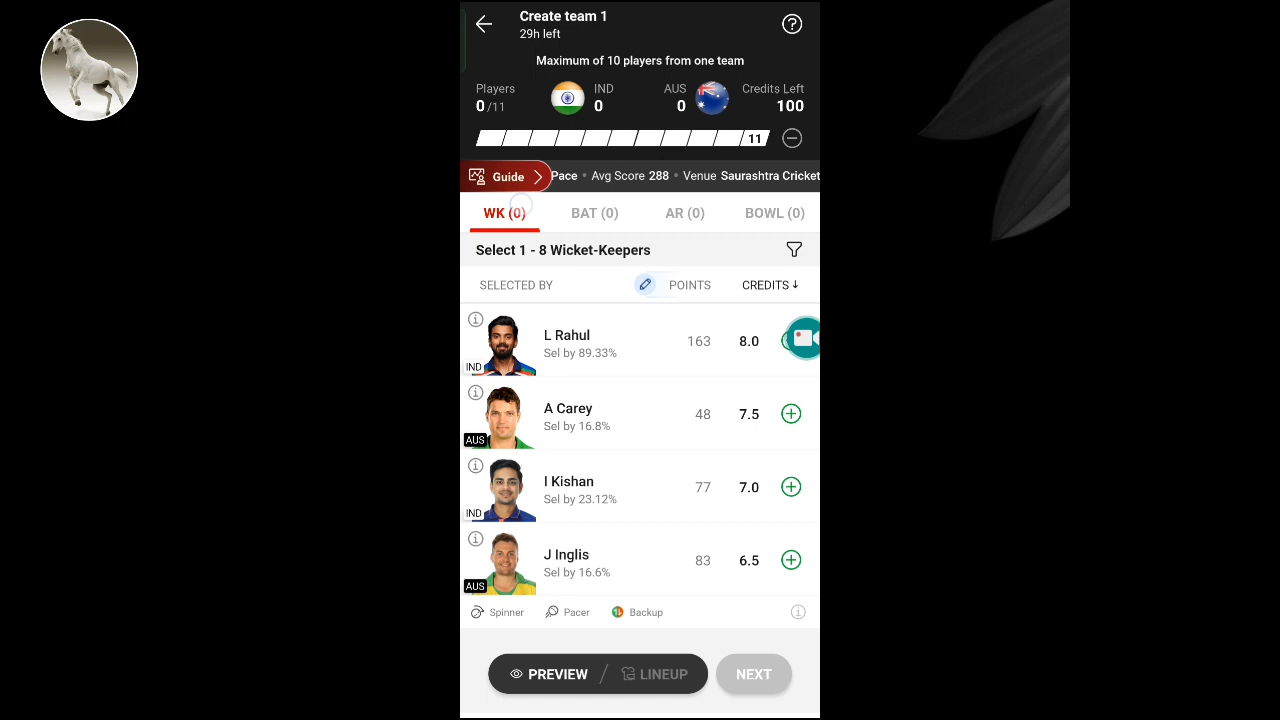 Create team 1
29h left
Maximum of 10 players from one team
Players
0 /11
IND
0
AUS
0
Credits Left
100
11
Guide
Pace • Avg Score 288 • Venue Saurashtra Cricket
WK (0)
BAT (0)
AR (0)
BOWL (0)
Select 1 - 8 Wicket-Keepers
SELECTED BY
POINTS
CREDITS↓
L Rahul
Sel by 89.33%
IND
163
8.0
A Carey
Sel by 16.8%
AUS
48
7.5
I Kishan
Sel by 23.12%
IND
77
7.0
J Inglis
Sel by 16.6%
AUS
83
6.5
Spinner
Pacer
Backup
PREVIEW
LINEUP
NEXT